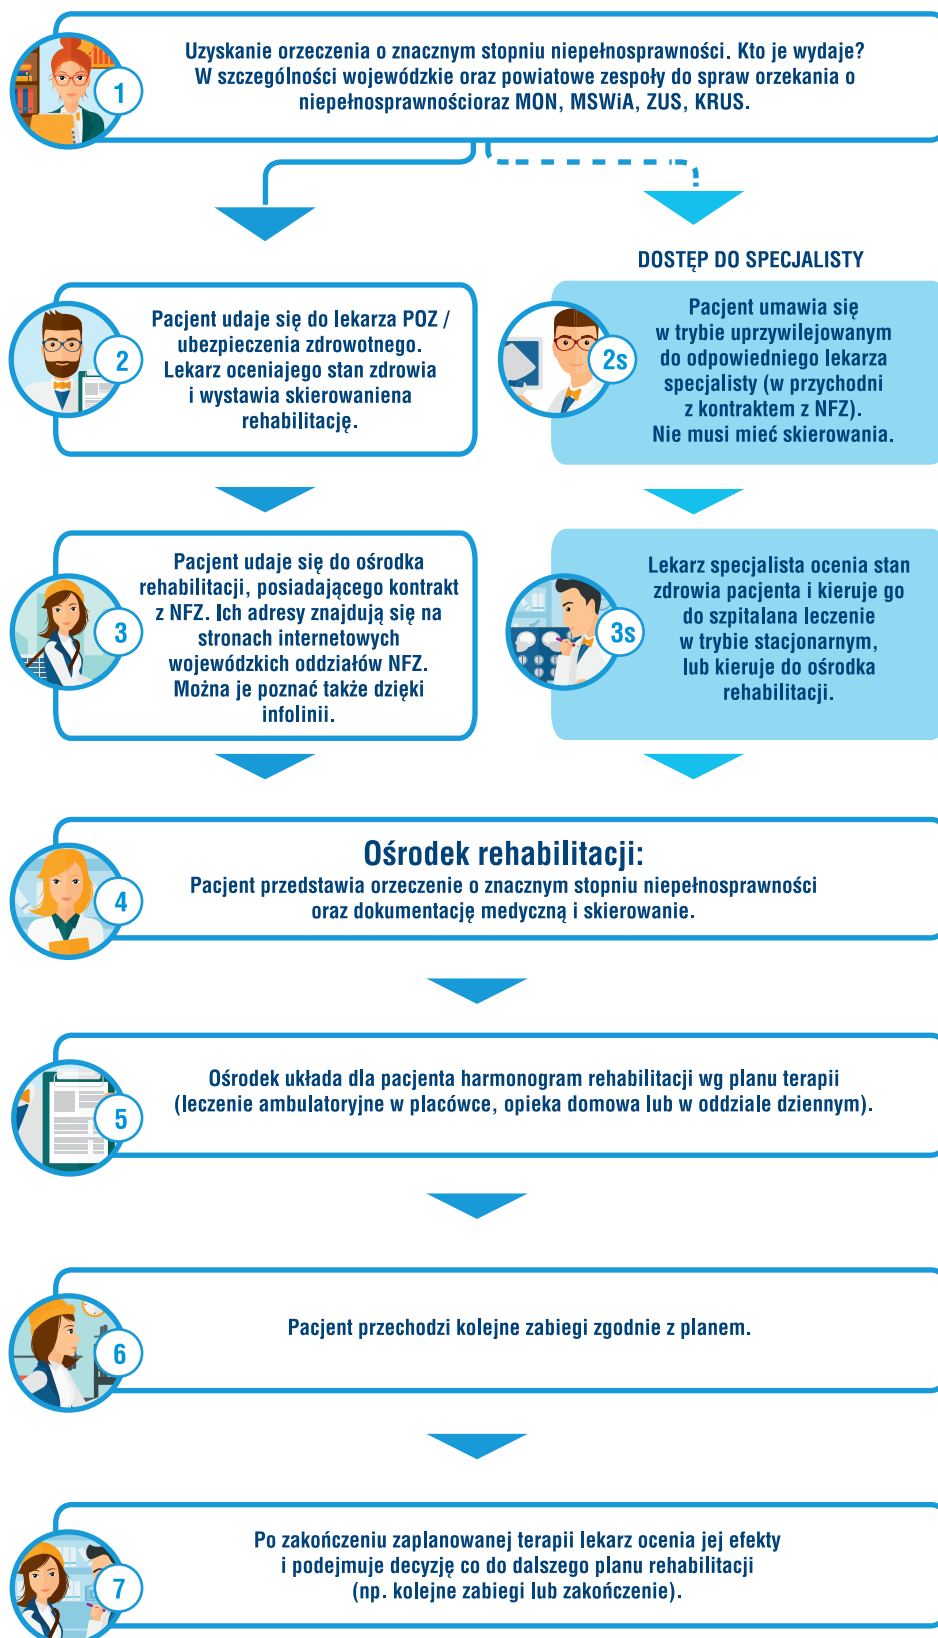 1
Uzyskanie orzeczenia o znacznym stopniu niepełnosprawności. Kto je wydaje?
W szczególności wojewódzkie oraz powiatowe zespoły do spraw orzekania o
niepełnosprawnościoraz MON, MSWiA, ZUS, KRUS.
2
Pacjent udaje się do lekarza POZ /
ubezpieczenia zdrowotnego.
Lekarz oceniajego stan zdrowia
i wystawia skierowaniena
rehabilitację.
DOSTĘP DO SPECJALISTY
2s
Pacjent umawia się
w trybie uprzywilejowanym
do odpowiedniego lekarza
specjalisty (w przychodni
z kontraktem z NFZ).
Nie musi mieć skierowania.
3
Pacjent udaje się do ośrodka
rehabilitacji, posiadającego kontrakt
z NFZ. Ich adresy znajdują się na
stronach internetowych
wojewódzkich oddziałów NFZ.
Można je poznać także dzięki
infolinii.
3s
Lekarz specjalista ocenia stan
zdrowia pacjenta i kieruje go
do szpitalana leczenie
w trybie stacjonarnym,
lub kieruje do ośrodka
rehabilitacji.
4
Ośrodek rehabilitacji:
Pacjent przedstawia orzeczenie o znacznym stopniu niepełnosprawności
oraz dokumentację medyczną i skierowanie.
5
Ośrodek układa dla pacjenta harmonogram rehabilitacji wg planu terapii
(leczenie ambulatoryjne w placówce, opieka domowa lub w oddziale dziennym).
6
Pacjent przechodzi kolejne zabiegi zgodnie z planem.
7
Po zakończeniu zaplanowanej terapii lekarz ocenia jej efekty
i podejmuje decyzję co do dalszego planu rehabilitacji
(np. kolejne zabiegi lub zakończenie).